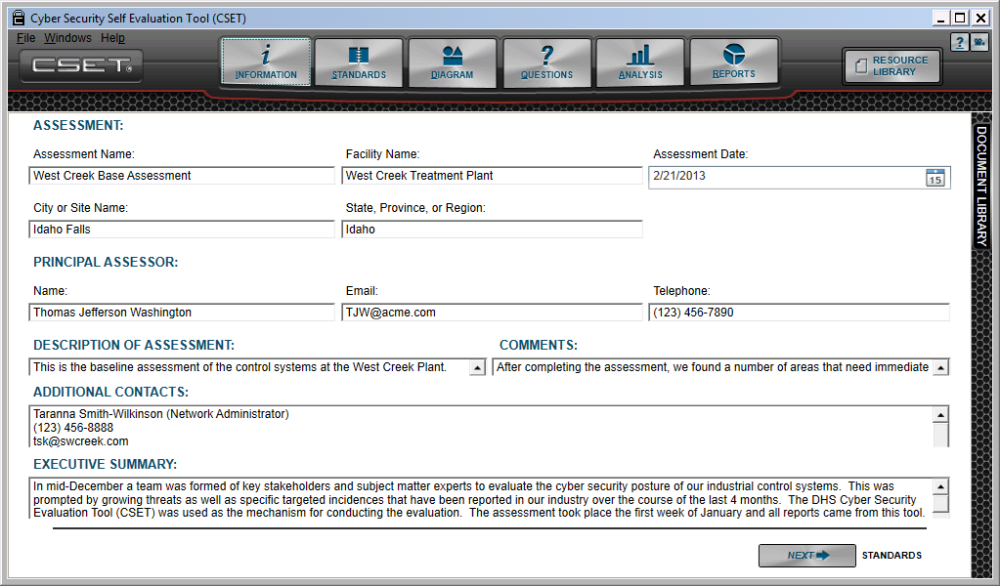 Cyber Security Self Evaluation Tool (CSET)
File Windows Help
CSET
INFORMATION
STANDARDS
DIAGRAM
QUESTIONS
ANALYSIS
REPORTS
RESOURCE
LIBRARY
DOCUMENT LIBRARY
ASSESSMENT:
Assessment Name: Facility Name: Assessment Date:
West Creek Base Assessment West Creek Treatment Plant 2/21/2013 15
City or Site Name: State, Province, or Region:
Idaho Falls Idaho
PRINCIPAL ASSESSOR:
Name: Email: Telephone:
Thomas Jefferson Washington TJW@acme.com (123) 456-7890
DESCRIPTION OF ASSESSMENT: COMMENTS:
This is the baseline assessment of the control systems at the West Creek Plant. After completing the assessment, we found a number of areas that need immediate
ADDITIONAL CONTACTS:
Taranna Smith-Wilkinson (Network Administrator)
(123) 456-8888
tsk@swcreek.com
EXECUTIVE SUMMARY:
In mid-December a team was formed of key stakeholders and subject matter experts to evaluate the cyber security posture of our industrial control systems. This was
prompted by growing threats as well as specific targeted incidences that have been reported in our industry over the course of the last 4 months. The DHS Cyber Security
Evaluation Tool (CSET) was used as the mechanism for conducting the evaluation. The assessment took place the first week of January and all reports came from this tool.
NEXT STANDARDS